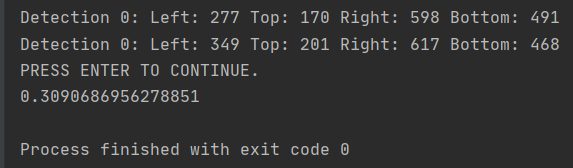 Detection 0: Left: 277 Top: 170 Right: 598 Bottom: 491
Detection 0: Left: 349 Top: 201 Right: 617 Bottom: 468
PRESS ENTER TO CONTINUE.
0.3090686956278851
Process finished with exit code 0